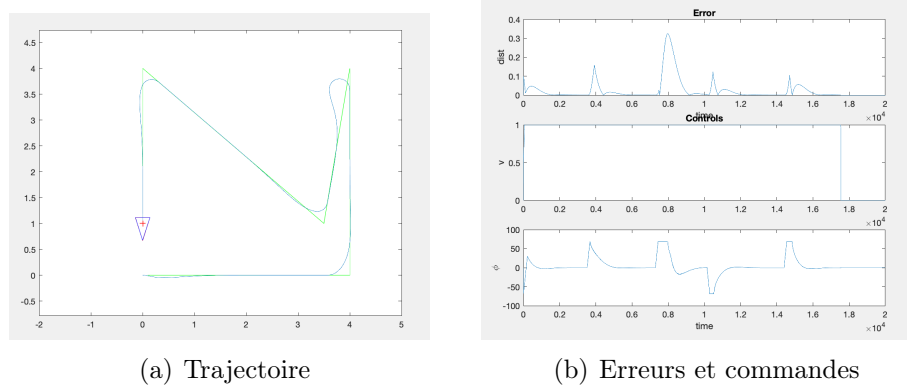 4.5
4
3.5
3
2.5
2
1.5
1
0.5
0
-0.5
-2 -1 0 1 2 3 4 5
(a) Trajectoire
Error
0.4
0.3
0.2
0.1
0
dist
0 0.2 0.4 0.6 0.8 1 1.2 1.4 1.6 1.8 2
time
×10⁴
Controls
1
0.5
0
v
0 0.2 0.4 0.6 0.8 1 1.2 1.4 1.6 1.8 2
×10⁴
100
50
0
-50
-100
ϕ
0 0.2 0.4 0.6 0.8 1 1.2 1.4 1.6 1.8 2
time
×10⁴
(b) Erreurs et commandes